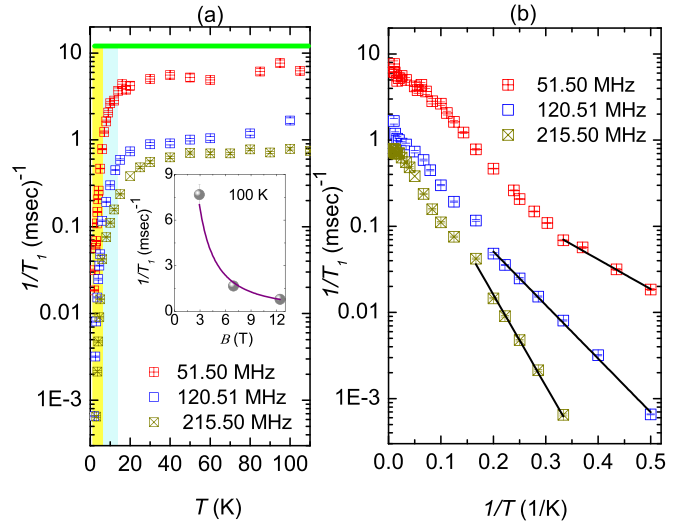 (a)
10
1
0.1
0.01
1E-3
1/T₁ (msec)⁻¹
0 20 40 60 80 100
T (K)
9
6
3
0
1/T₁ (msec)⁻¹
100 K
0 3 6 9 12
B (T)
51.50 MHz
120.51 MHz
215.50 MHz
(b)
10
1
0.1
0.01
1E-3
1/T₁ (msec)⁻¹
51.50 MHz
120.51 MHz
215.50 MHz
0.0 0.1 0.2 0.3 0.4 0.5
1/T (1/K)